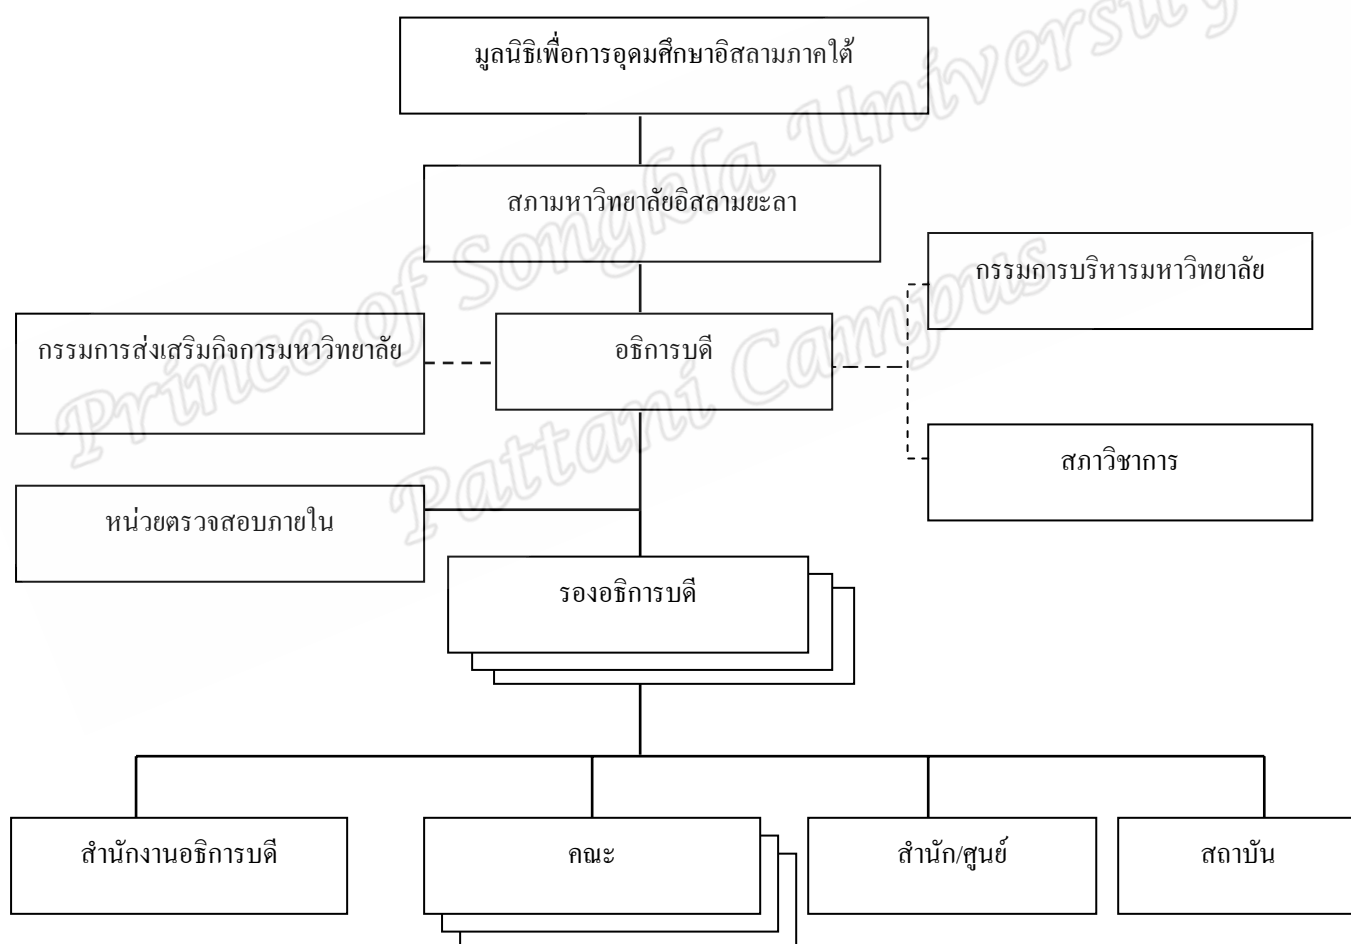 มูลนิธิเพื่อการอุดมศึกษาอิสลามภาคใต้
สภามหาวิทยาลัยอิสลามยะลา
กรรมการบริหารมหาวิทยาลัย
กรรมการส่งเสริมกิจการมหาวิทยาลัย
อธิการบดี
สภาวิชาการ
หน่วยตรวจสอบภายใน
รองอธิการบดี
สำนักงานอธิการบดี
คณะ
สำนัก/ศูนย์
สถาบัน
Prince of Songkla University
Pattani Campus